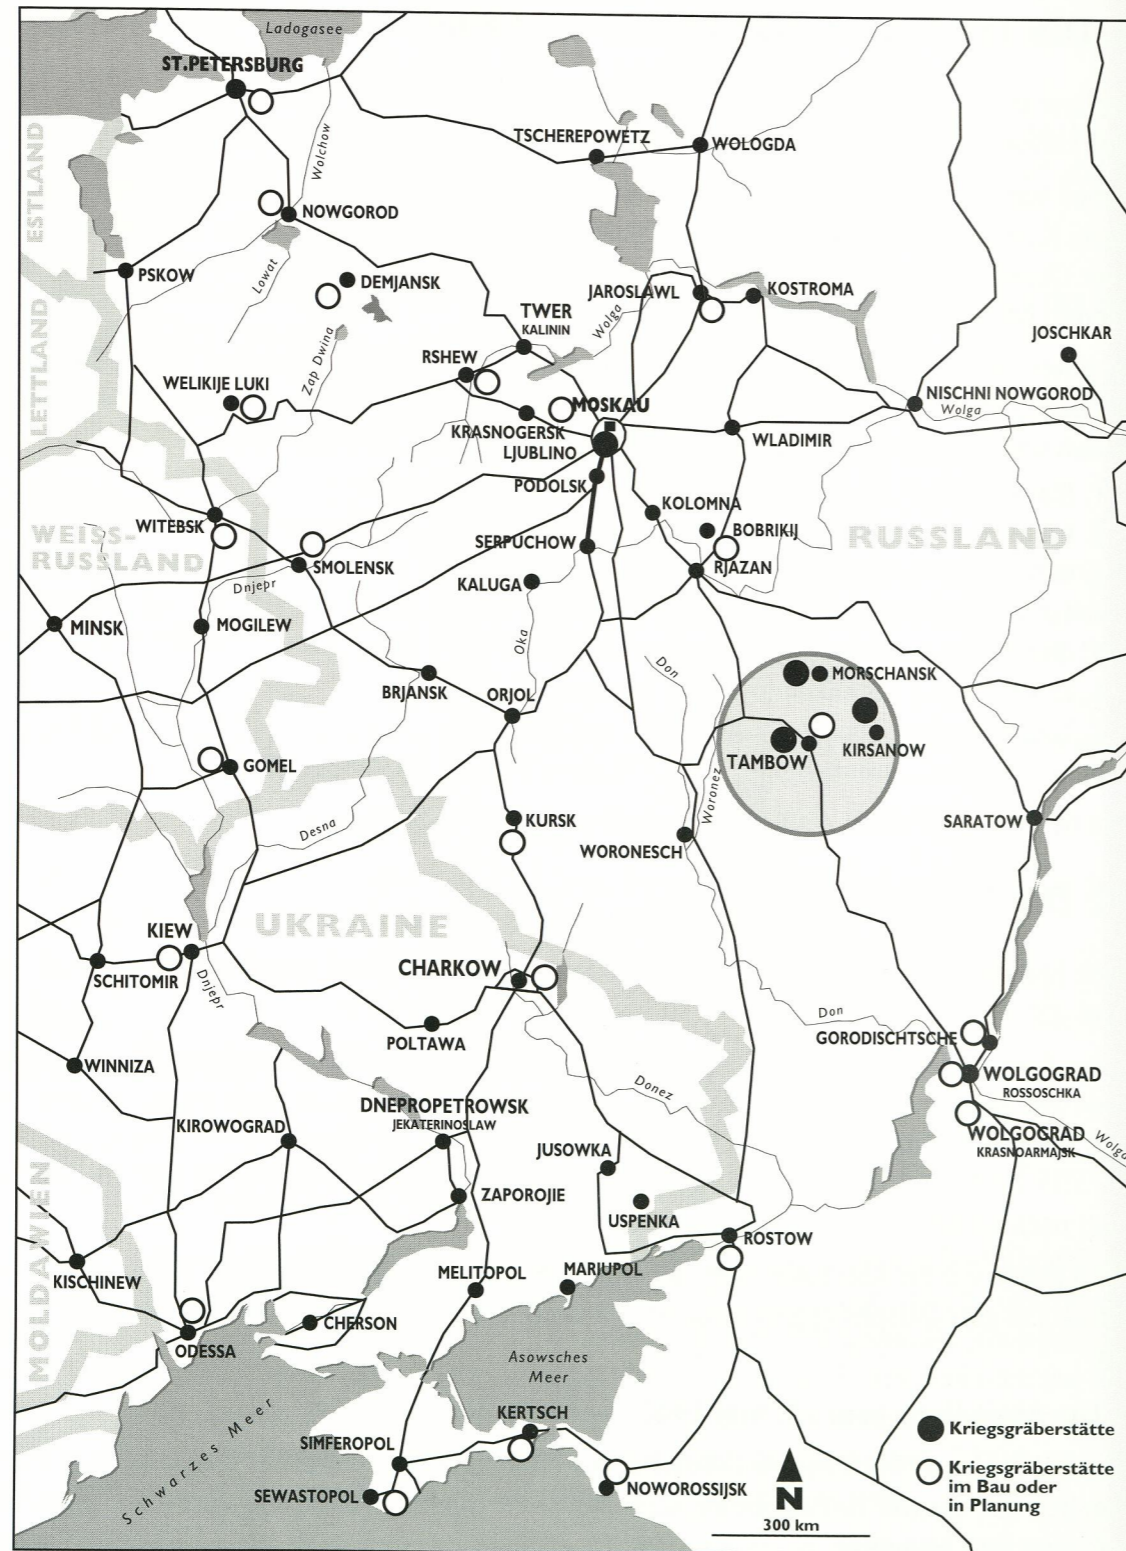 Ladogasee
ST.PETERSBURG
Wolchow
TSCHEREPOWETZ
WOLOGDA
ESTLAND
NOWGOROD
PSKOW
Lowat
DEMJANSK
JAROSLAWL
KOSTROMA
TWER
KALININ
Wolga
JOSCHKAR
LETTLAND
Zap Dwina
RSHEW
WELIKIJE LUKI
MOSKAU
NISCHNI NOWGOROD
Wolga
KRASNOGERSK
LJUBLINO
WLADIMIR
PODOLSK
KOLOMNA
WITEBSK
BOBRIKIJ
WEISS-
RUSSLAND
RUSSLAND
SERPUCHOW
SMOLENSK
RJAZAN
Dnjepr
KALUGA
MINSK
MOGILEW
Oka
Don
MORSCHANSK
BRJANSK
ORJOL
KIRSANOW
TAMBOW
GOMEL
Woronez
KURSK
SARATOW
Desna
WORONESCH
UKRAINE
KIEW
CHARKOW
SCHITOMIR
Dnjepr
Don
POLTAWA
GORODISCHTSCHE
WINNIZA
WOLGOGRAD
ROSSOSCHKA
Donez
DNEPROPETROWSK
JEKATERINOSLAW
KIROWOGRAD
WOLGOGRAD
KRASNOARMAJSK
Wolga
JUSOWKA
ZAPOROJIE
USPENKA
ROSTOW
MOLDAWIEN
KISCHINEW
MELITOPOL
MARIUPOL
CHERSON
ODESSA
Asowsches
Meer
Schwarzes Meer
KERTSCH
SIMFEROPOL
SEWASTOPOL
NOWOROSSIJSK
N
300 km
Kriegsgräberstätte
Kriegsgräberstätte
im Bau oder
in Planung